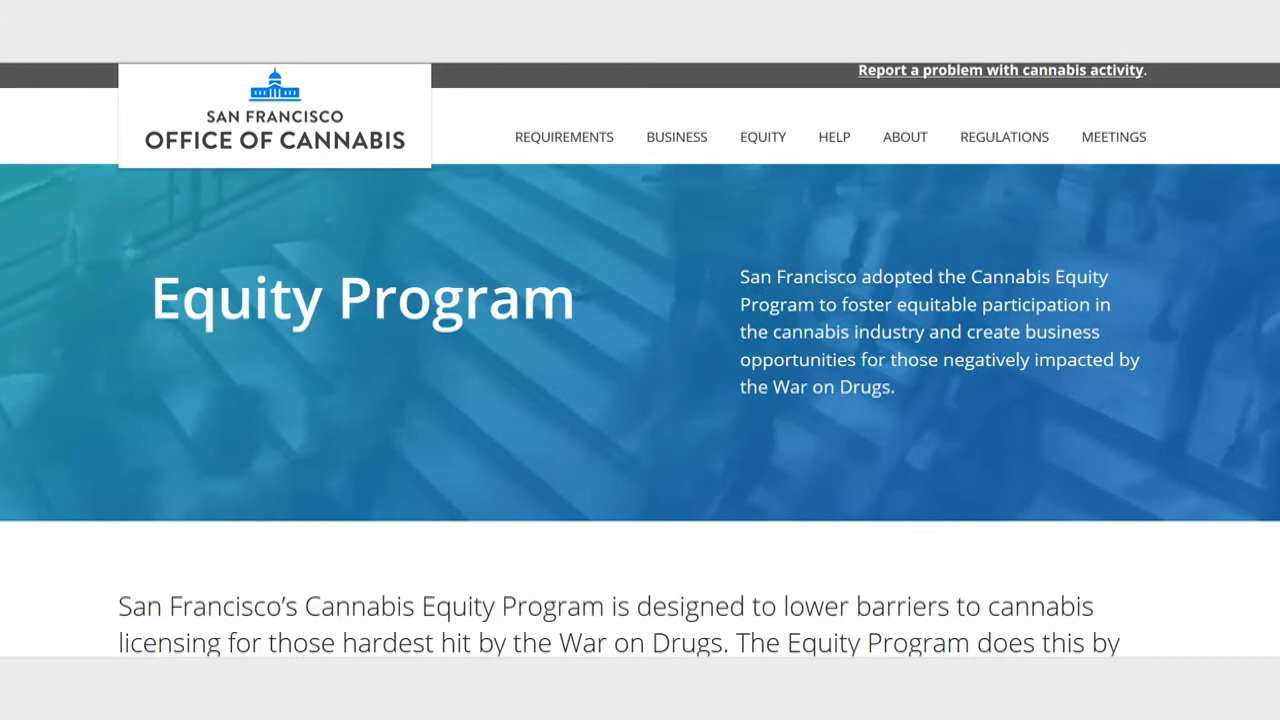 Report a problem with cannabis activity.
SAN FRANCISCO
OFFICE OF CANNABIS
REQUIREMENTS BUSINESS EQUITY HELP ABOUT REGULATIONS MEETINGS
Equity Program
San Francisco adopted the Cannabis Equity
Program to foster equitable participation in
the cannabis industry and create business
opportunities for those negatively impacted by
the War on Drugs.
San Francisco’s Cannabis Equity Program is designed to lower barriers to cannabis
licensing for those hardest hit by the War on Drugs. The Equity Program does this by